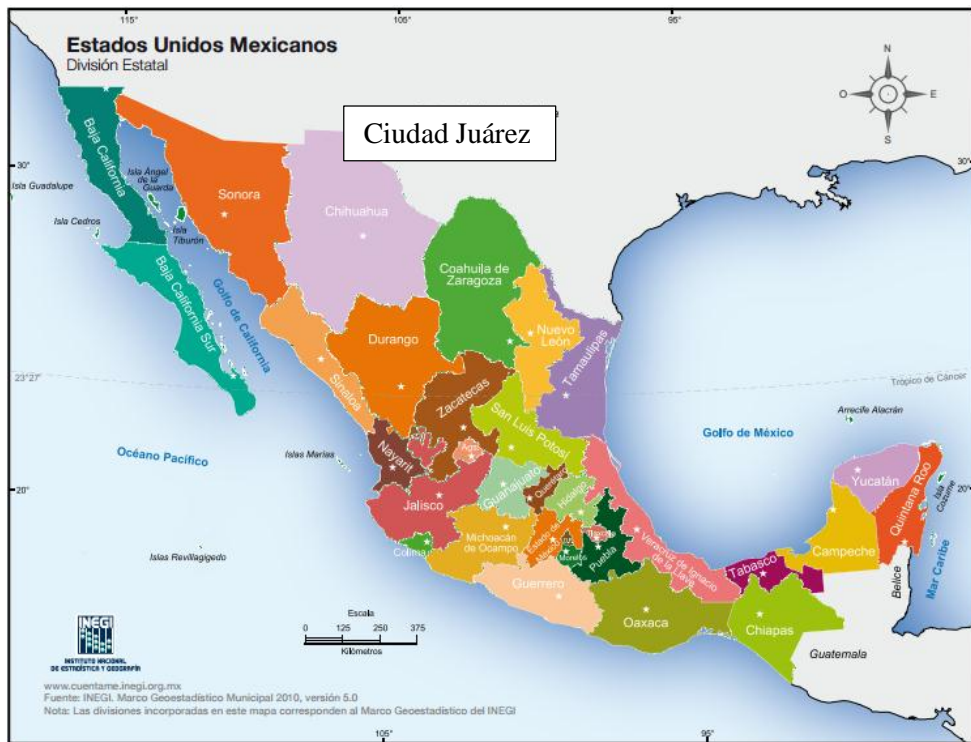 115°
105°
95°
Estados Unidos Mexicanos
División Estatal
N
O
E
S
Ciudad Juárez
30°
30°
Isla Guadalupe
Isla Ángel
de la
Guarda
Baja California
Sonora
Chihuahua
Isla Cedros
Isla
Tiburón
Coahuila de
Zaragoza
Baja California Sur
Golfo de California
Nuevo
León
Tamaulipas
Durango
Sinaloa
23°27'
Trópico de Cáncer
Zacatecas
San Luis Potosí
Arrecife Alacrán
Golfo de México
Océano Pacífico
Islas Marías
Nayarit
Ags
Yucatán
Quintana Roo
Isla
Cozume
20°
20°
Jalisco
Guanajuato
Querétaro
Hidalgo
Michoacán
de Ocampo
Estado de
México
Morelos
Puebla
Veracruz de Ignacio
de la Llave
Colima
Campeche
Tabasco
Islas Revillagigedo
Guerrero
Oaxaca
Chiapas
Belice
Mar Caribe
Guatemala
Escala
0 125 250 375
Kilómetros
INEGI
INSTITUTO NACIONAL
DE ESTADÍSTICA Y GEOGRAFÍA
www.cuentame.inegi.org.mx
Fuente: INEGI. Marco Geoestadístico Municipal 2010, versión 5.0
Nota: Las divisiones incorporadas en este mapa corresponden al Marco Geoestadístico del INEGI
105°
95°